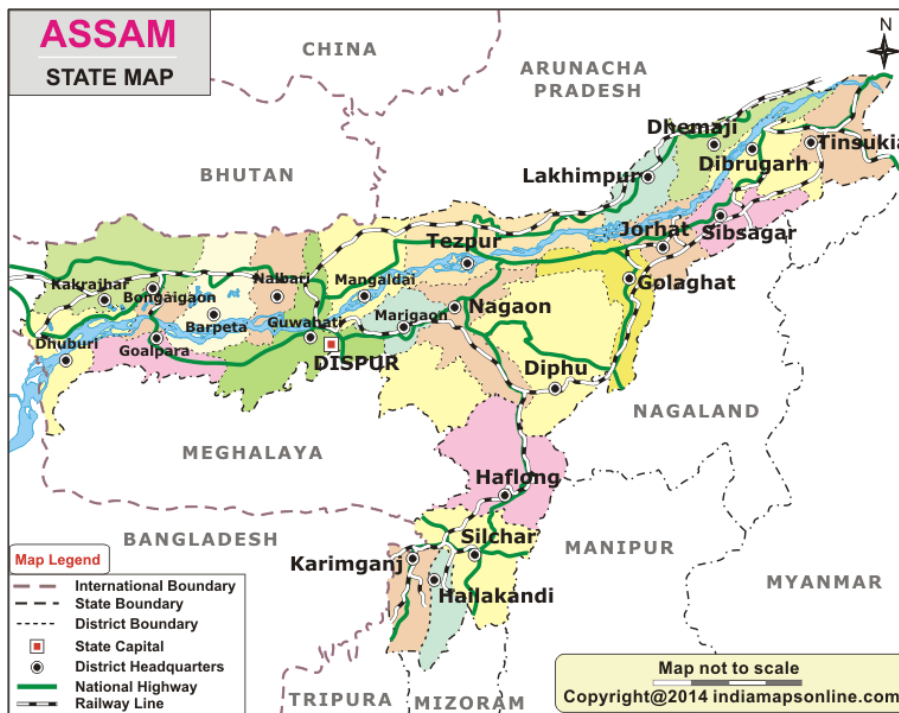 ASSAM
STATE MAP
N
CHINA
ARUNACHA
PRADESH
BHUTAN
Dhemaji
Tinsukia
Dibrugarh
Lakhimpur
Jorhat
Sibsagar
Tezpur
Golaghat
Kakrajhar
Bongaigaon
Nalbari
Mangaldai
Nagaon
Barpeta
Guwahati
Marigaon
Dhuburi
Goalpara
DISPUR
Diphu
NAGALAND
MEGHALAYA
Haflong
BANGLADESH
Silchar
MANIPUR
Karimganj
Hailakandi
MYANMAR
Map Legend
International Boundary
State Boundary
District Boundary
State Capital
District Headquarters
National Highway
Railway Line
TRIPURA
MIZORAM
Map not to scale
Copyright@2014 indiamapsonline.com